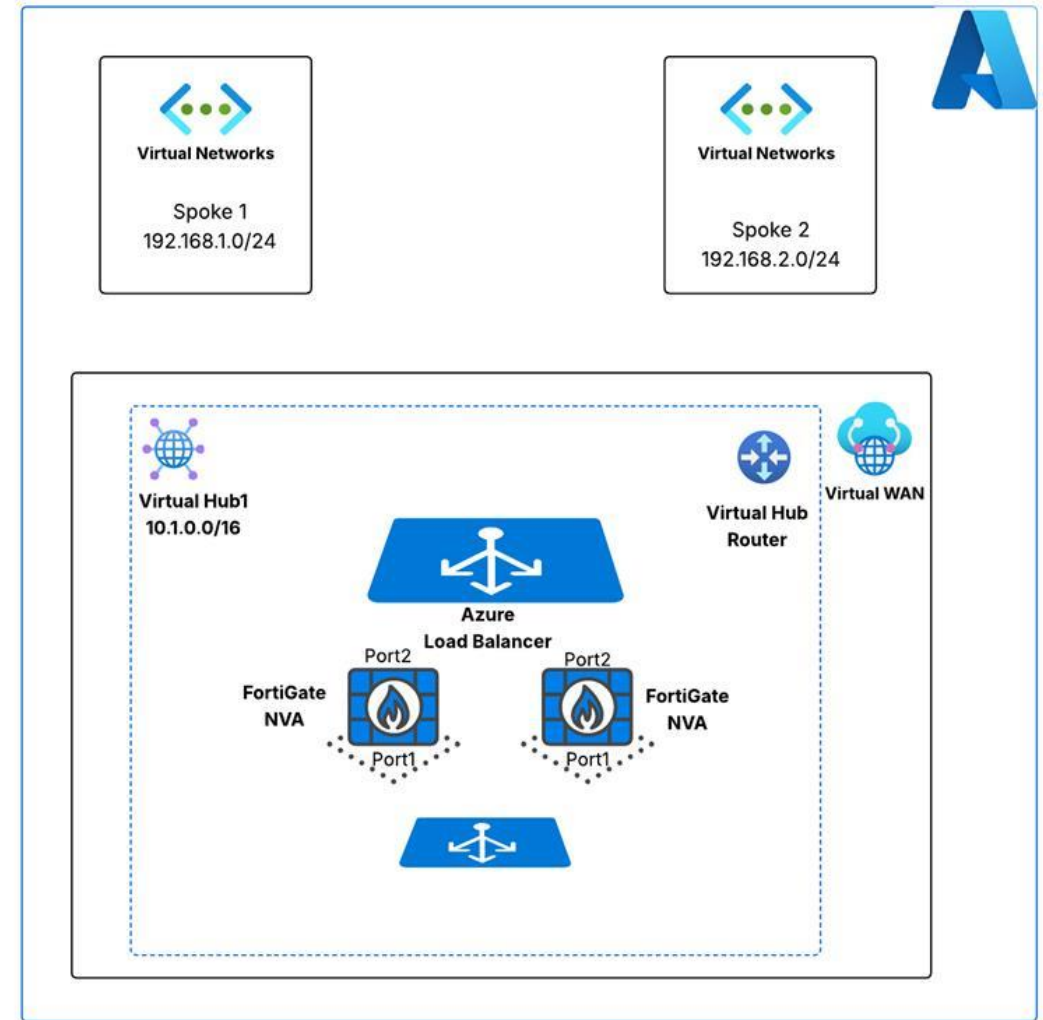 Virtual Networks
Spoke 1
192.168.1.0/24
Virtual Networks
Spoke 2
192.168.2.0/24
Virtual Hub1
10.1.0.0/16
Virtual Hub
Router
Virtual WAN
Azure
Load Balancer
Port2
FortiGate
NVA
Port1
Port2
FortiGate
NVA
Port1